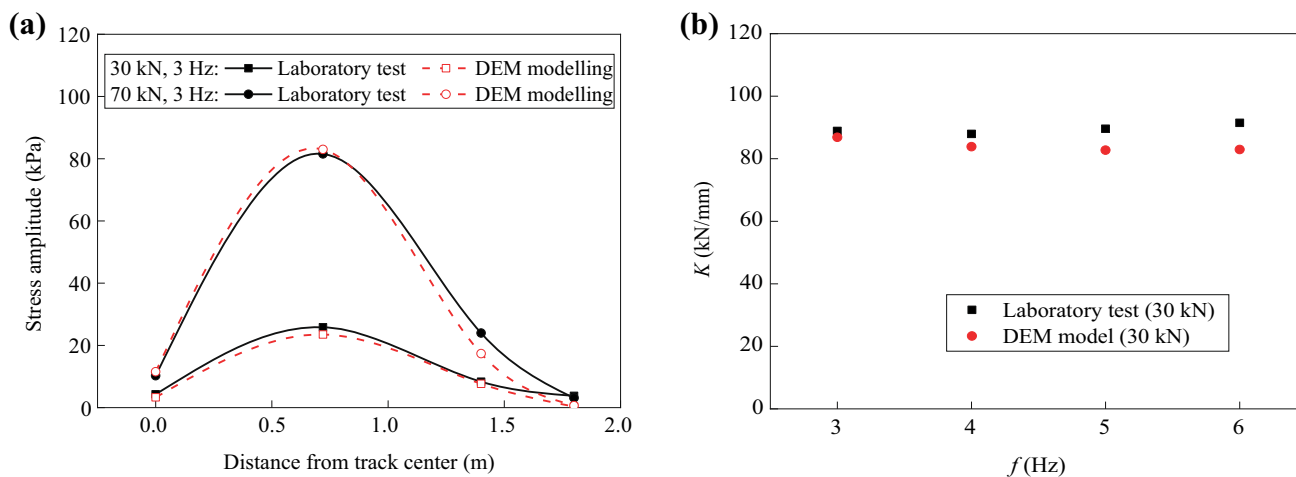 (a)
120
100
80
60
40
20
0
Stress amplitude (kPa)
30 kN, 3 Hz: Laboratory test DEM modelling
70 kN, 3 Hz: Laboratory test DEM modelling
0.0 0.5 1.0 1.5 2.0
Distance from track center (m)
(b)
120
100
80
60
40
20
0
K (kN/mm)
Laboratory test (30 kN)
DEM model (30 kN)
3 4 5 6
f (Hz)